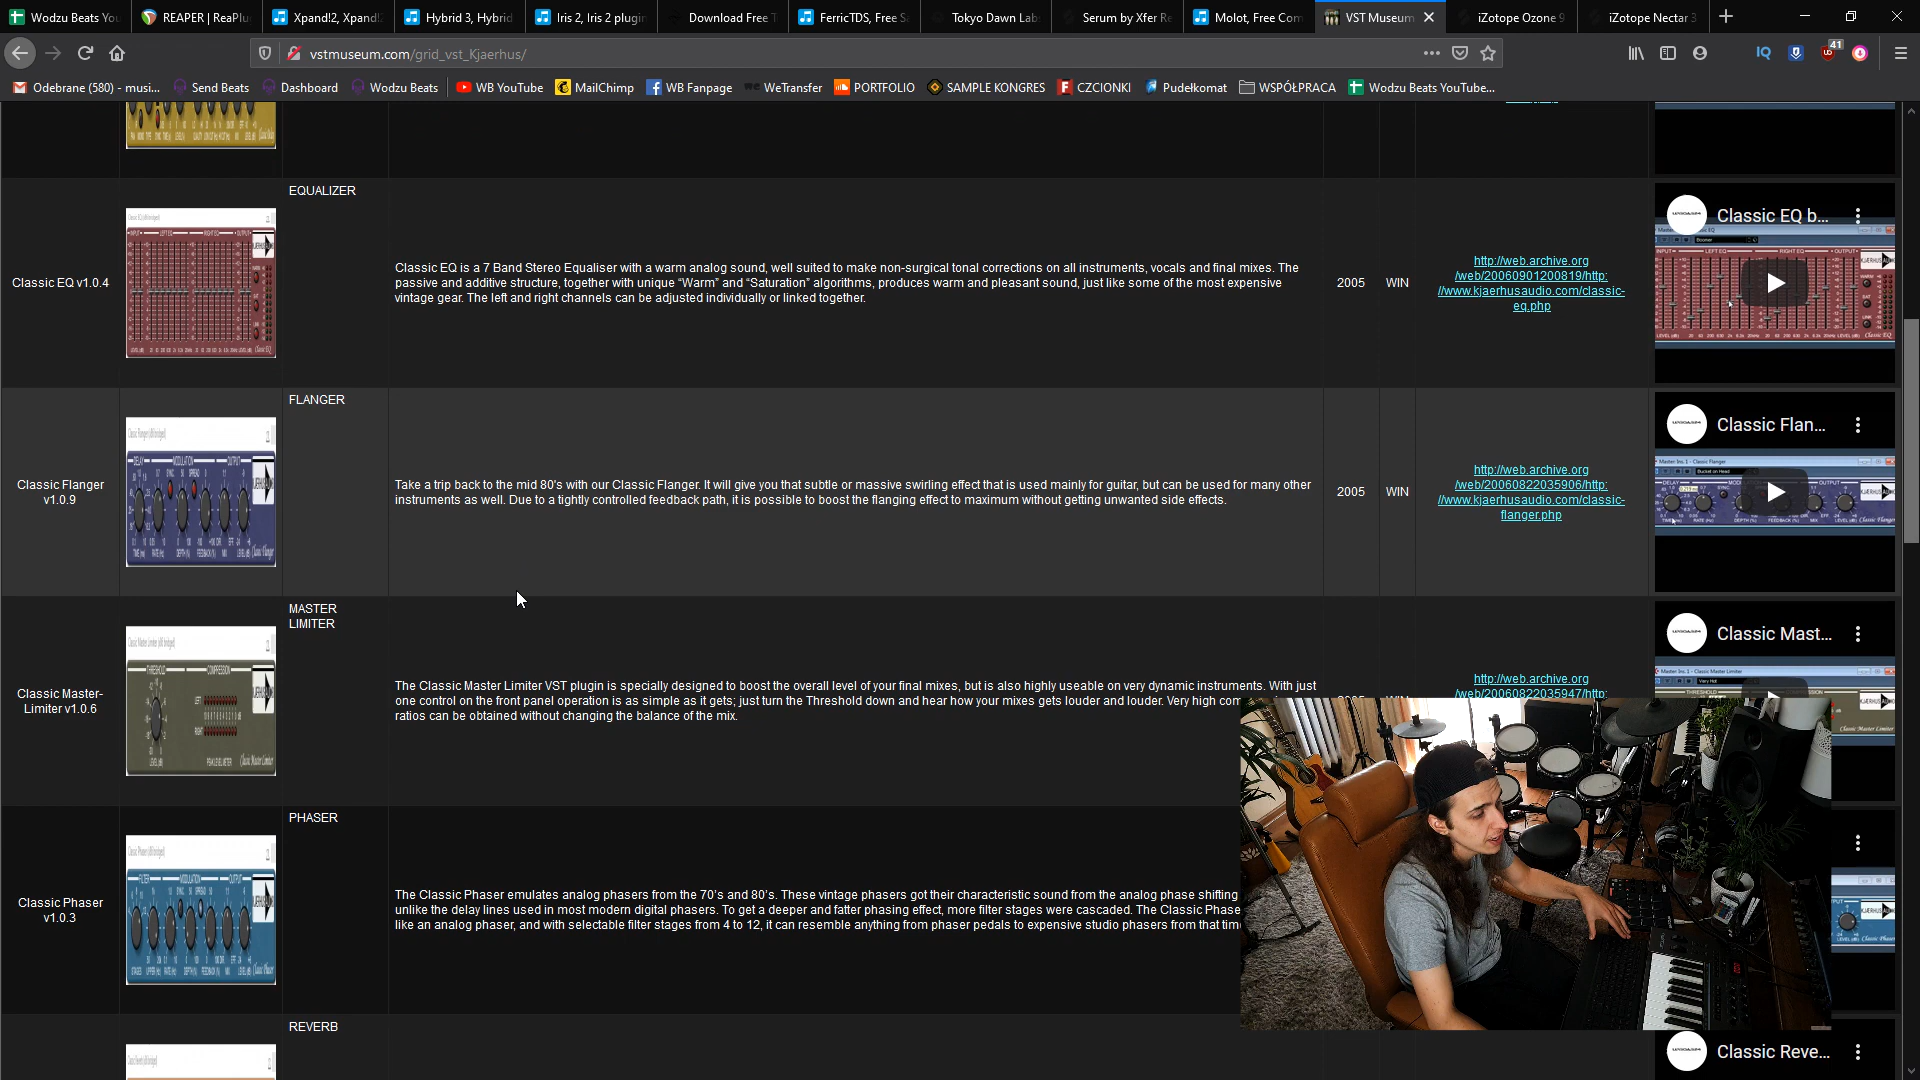 Wodzu Beats Yo
REAPER | ReaPlu
Xpand!2, Xpand!2
Hybrid 3, Hybrid
Iris 2, Iris 2 plugin
Download Free T
FerricTDS, Free S
Tokyo Dawn Lab
Serum by Xfer Re
Molot, Free Com
VST Museum
iZotope Ozone 9
iZotope Nectar 3
vstmuseum.com/grid_vst_Kjaerhus/
41
Odebrane (580) - musi...
Send Beats
Dashboard
Wodzu Beats
WB YouTube
MailChimp
WB Fanpage
WeTransfer
PORTFOLIO
SAMPLE KONGRES
CZCIONKI
Pudełkomat
WSPÓŁPRACA
Wodzu Beats YouTube...
Classic EQ v1.0.4
EQUALIZER
Classic EQ is a 7 Band Stereo Equaliser with a warm analog sound, well suited to make non-surgical tonal corrections on all instruments, vocals and final mixes. The
passive and additive structure, together with unique “Warm” and “Saturation” algorithms, produces warm and pleasant sound, just like some of the most expensive
vintage gear. The left and right channels can be adjusted individually or linked together.
2005
WIN
http://web.archive.org
/web/20060901200819/http:
//www.kjaerhusaudio.com/classic-
eq.php
Classic EQ b...
Classic Flanger
v1.0.9
FLANGER
Take a trip back to the mid 80's with our Classic Flanger. It will give you that subtle or massive swirling effect that is used mainly for guitar, but can be used for many other
instruments as well. Due to a tightly controlled feedback path, it is possible to boost the flanging effect to maximum without getting unwanted side effects.
2005
WIN
http://web.archive.org
/web/20060822035906/http:
//www.kjaerhusaudio.com/classic-
flanger.php
Classic Flan...
Classic Master-
Limiter v1.0.6
MASTER
LIMITER
The Classic Master Limiter VST plugin is specially designed to boost the overall level of your final mixes, but is also highly useable on very dynamic instruments. With just
one control on the front panel operation is as simple as it gets; just turn the Threshold down and hear how your mixes gets louder and louder. Very high com
ratios can be obtained without changing the balance of the mix.
http://web.archive.org
/web/20060822035947/http:
Classic Mast...
Classic Phaser
v1.0.3
PHASER
The Classic Phaser emulates analog phasers from the 70’s and 80’s. These vintage phasers got their characteristic sound from the analog phase shifting
unlike the delay lines used in most modern digital phasers. To get a deeper and fatter phasing effect, more filter stages were cascaded. The Classic Phase
like an analog phaser, and with selectable filter stages from 4 to 12, it can resemble anything from phaser pedals to expensive studio phasers from that tim
REVERB
Classic Reve...